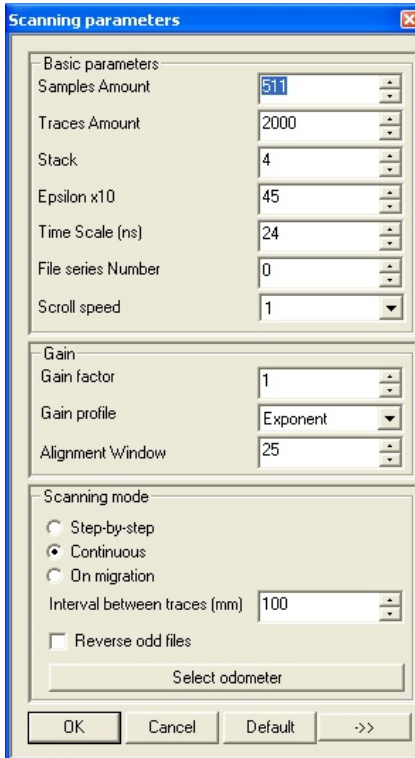 Scanning parameters
Basic parameters
Samples Amount 511
Traces Amount 2000
Stack 4
Epsilon x10 45
Time Scale (ns) 24
File series Number 0
Scroll speed 1
Gain
Gain factor 1
Gain profile Exponent
Alignment Window 25
Scanning mode
Step-by-step
Continuous
On migration
Interval between traces (mm) 100
Reverse odd files
Select odometer
OK Cancel Default ->>